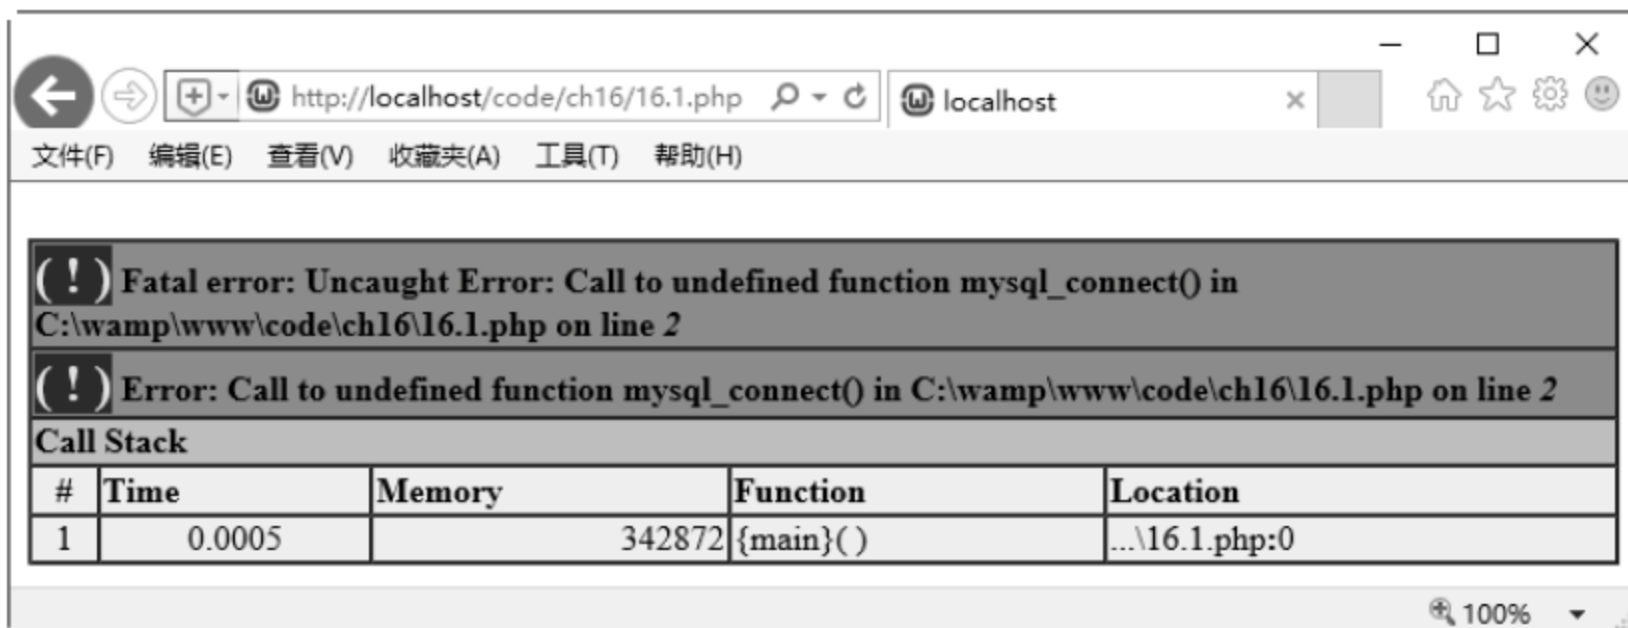 http://localhost/code/ch16/16.1.php localhost
文件(F) 编辑(E) 查看(V) 收藏夹(A) 工具(T) 帮助(H)
( ! ) Fatal error: Uncaught Error: Call to undefined function mysql_connect() in
C:\wamp\www\code\ch16\16.1.php on line 2
( ! ) Error: Call to undefined function mysql_connect() in C:\wamp\www\code\ch16\16.1.php on line 2
Call Stack
# Time Memory Function Location
1 0.0005 342872 {main}( ) ...\16.1.php:0
100%